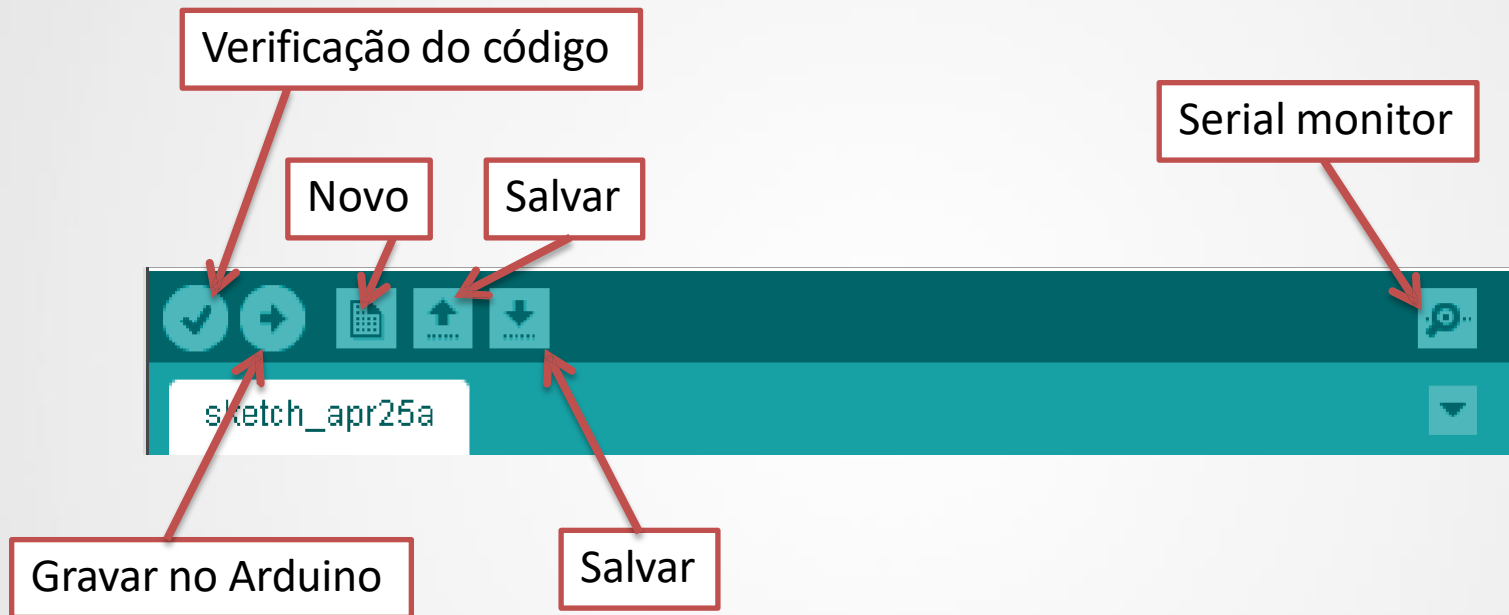 Verificação do código
Serial monitor
Novo
Salvar
sketch_apr25a
Gravar no Arduino
Salvar